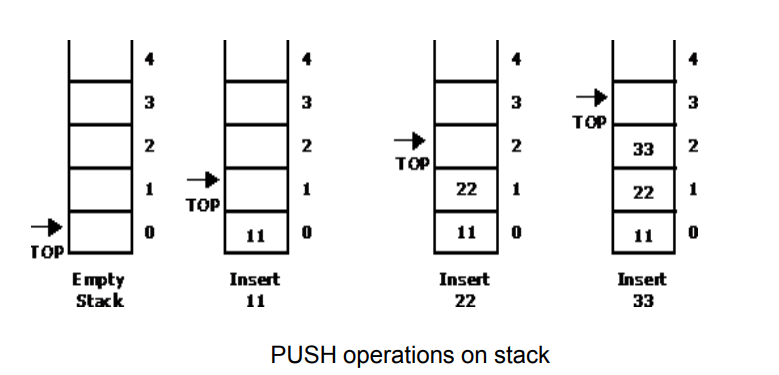 4 4 4 4
3 3 3 3
TOP
2 2 33 2
TOP
1 22 1 22 1
TOP
0 11 0 11 0 11 0
TOP
Empty Insert Insert Insert
Stack 11 22 33
PUSH operations on stack